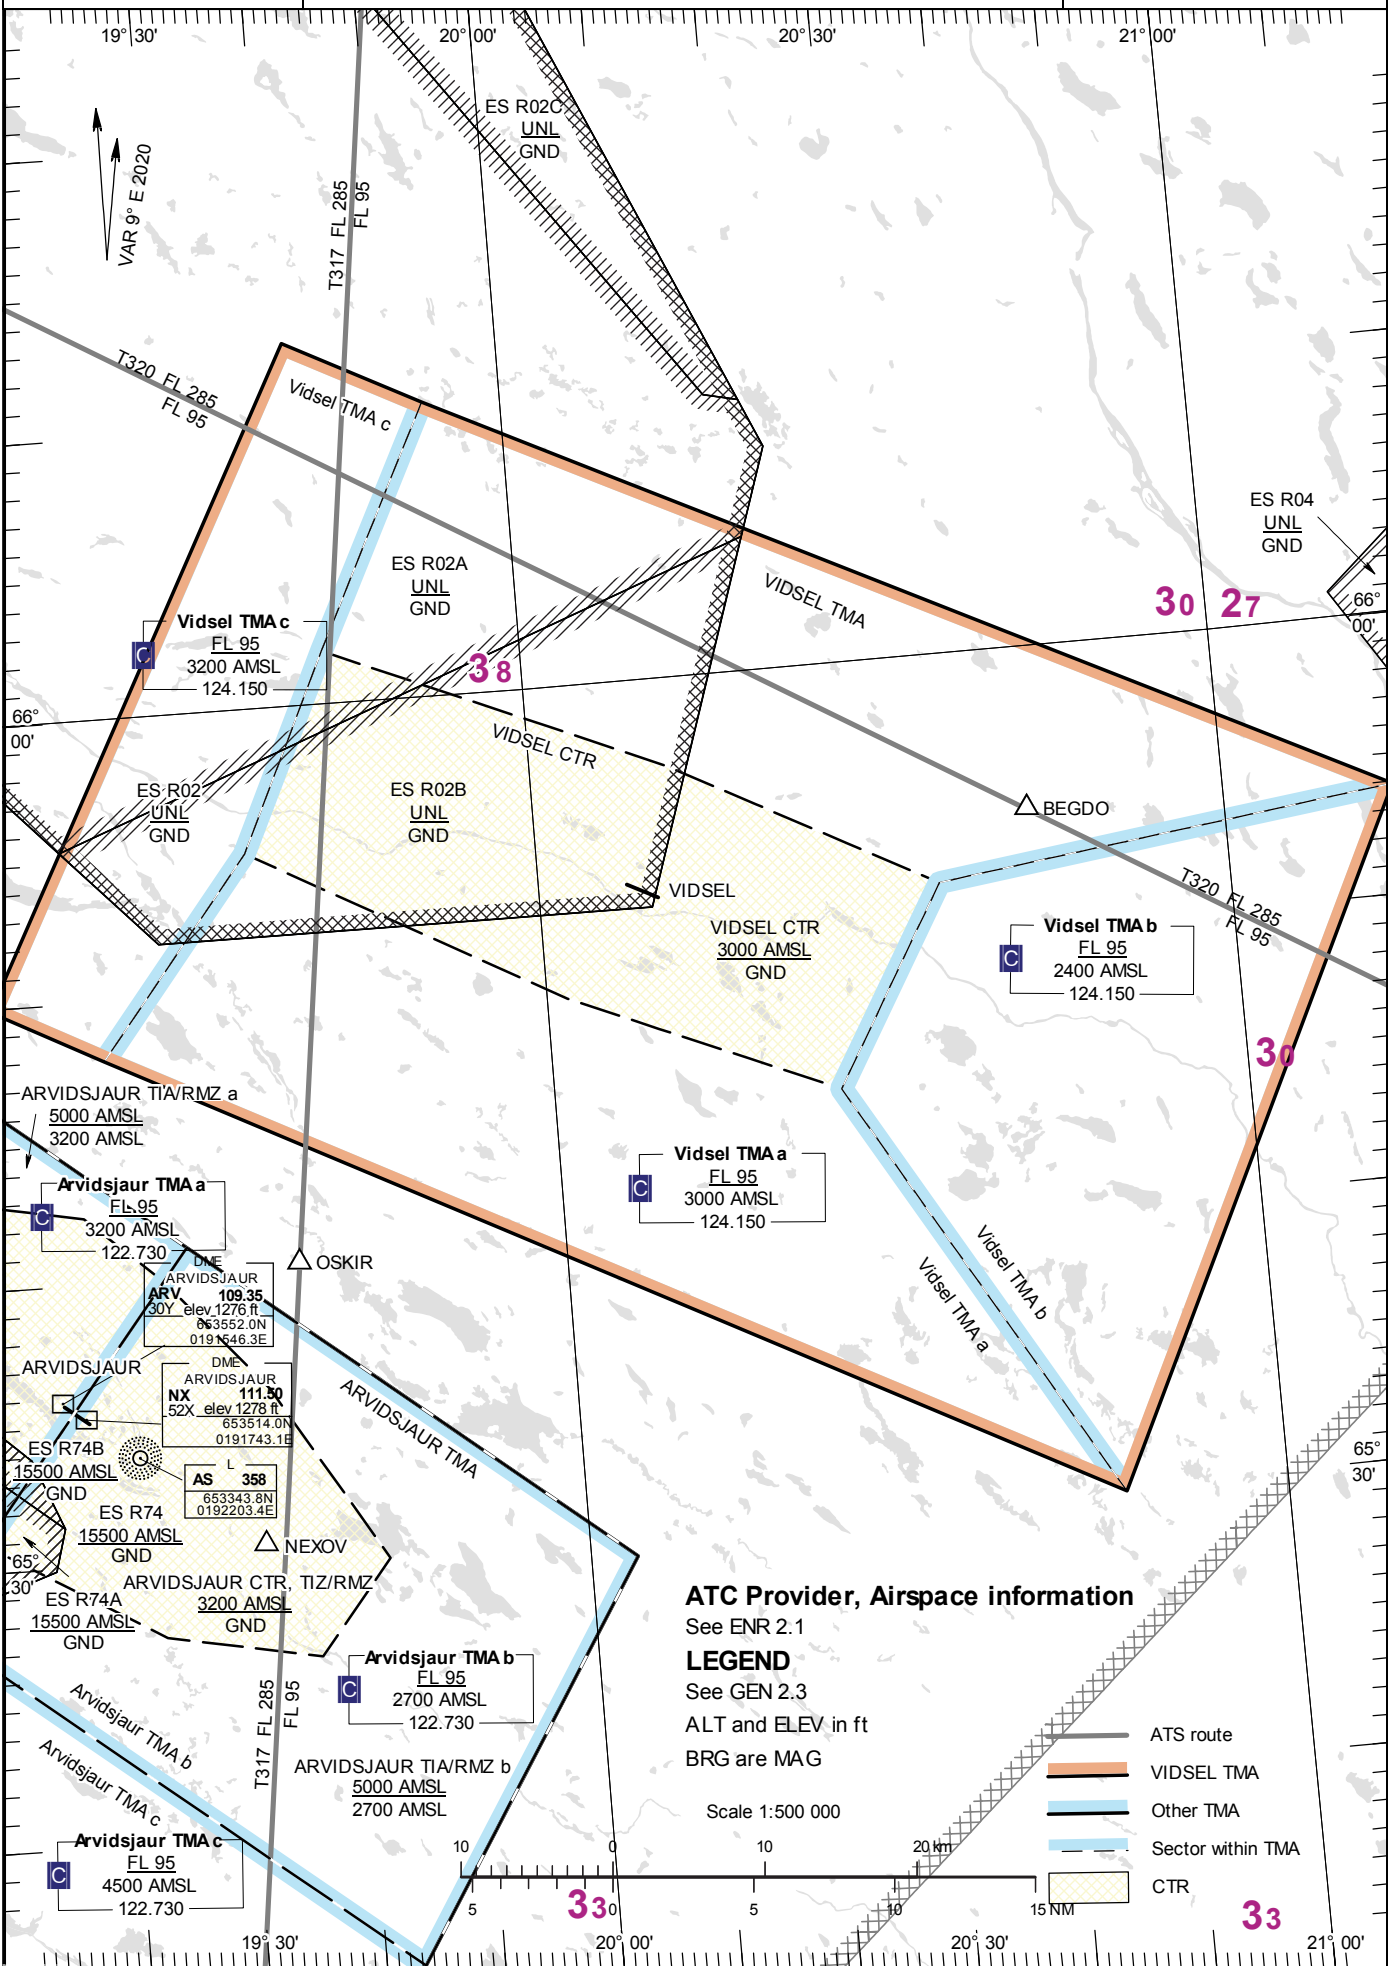 19° 30'
20° 00'
20° 30'
21° 00'
ES R02C
UNL
GND
VAR 9° E 2020
T317 FL 285
FL 95
T320 FL 285
FL 95
Vidsel TMA c
ES R04
UNL
GND
ES R02A
UNL
GND
VIDSEL TMA
30 27
66°
00'
Vidsel TMA c
FL 95
3200 AMSL
124.150
C
38
66°
00'
VIDSEL CTR
ES R02
UNL
GND
ES R02B
UNL
GND
BEGDO
VIDSEL
T320 FL 285
FL 95
VIDSEL CTR
3000 AMSL
GND
Vidsel TMA b
FL 95
2400 AMSL
124.150
C
30
ARVIDSJAUR TIA/RMZ a
5000 AMSL
3200 AMSL
Vidsel TMA a
FL 95
3000 AMSL
124.150
C
Arvidsjaur TMA a
FL 95
3200 AMSL
122.730
C
Vidsel TMA b
Vidsel TMA a
OSKIR
DME
ARVIDSJAUR
ARV 109.35
30Y elev 1276 ft
653552.0N
0191546.3E
ARVIDSJAUR
DME
ARVIDSJAUR
NX 111.50
52X elev 1278 ft
653514.0N
0191743.1E
ARVIDSJAUR TMA
65°
30'
ES R74B
15500 AMSL
GND
L
AS 358
653343.8N
0192203.4E
ES R74
15500 AMSL
GND
NEXOV
65°
30'
ARVIDSJAUR CTR, TIZ/RMZ
3200 AMSL
GND
ES R74A
15500 AMSL
GND
ATC Provider, Airspace information
See ENR 2.1
LEGEND
See GEN 2.3
ALT and ELEV in ft
BRG are MAG
Arvidsjaur TMA b
FL 95
2700 AMSL
122.730
C
Arvidsjaur TMA b
Arvidsjaur TMA c
T317 FL 285
FL 95
ARVIDSJAUR TIA/RMZ b
5000 AMSL
2700 AMSL
ATS route
VIDSEL TMA
Other TMA
Sector within TMA
CTR
Scale 1:500 000
10 0 10 20 km
5 0 5 10 15 NM
Arvidsjaur TMA c
FL 95
4500 AMSL
122.730
C
33
33
19° 30'
20° 00'
20° 30'
21° 00'